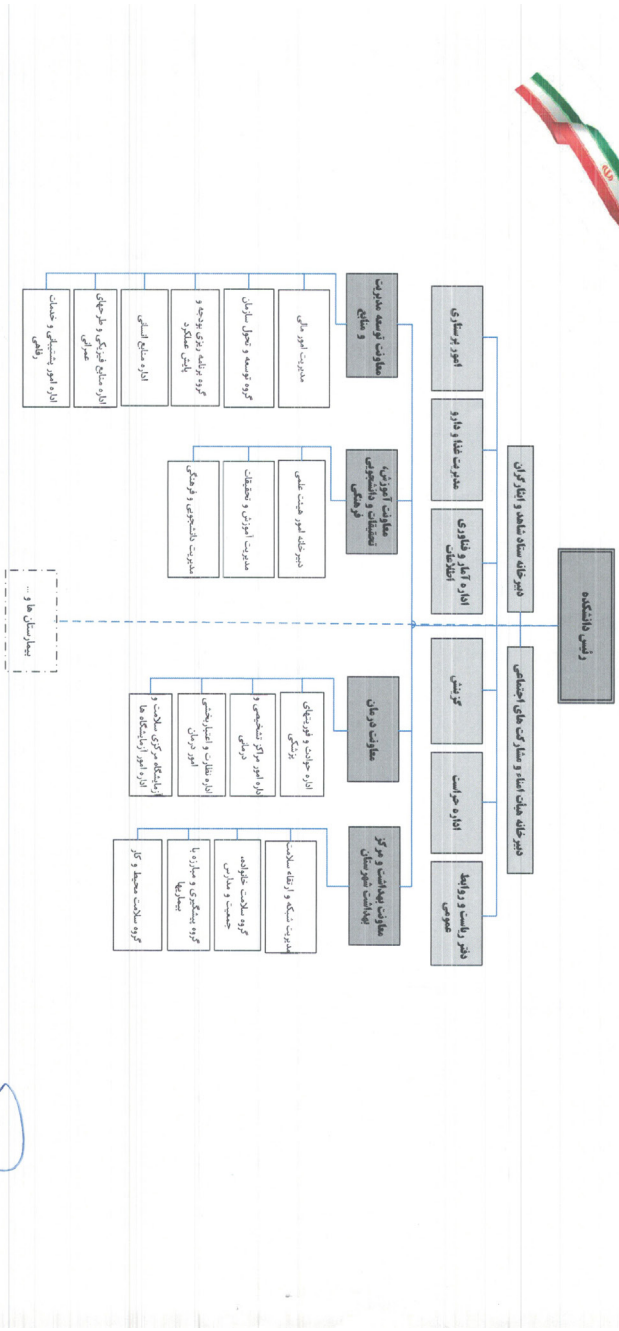 رئیس دانشکده
دبیرخانه هیات امناء و مشارکت های اجتماعی
دبیرخانه ستاد شاهد و ایثارگران
دفتر ریاست و روابط
عمومی
اداره حراست
گزینش
اداره آمار و فناوری
اطلاعات
مدیریت غذا و دارو
امور پرستاری
معاونت بهداشت و مرکز
بهداشت شهرستان
مدیریت شبکه و ارتقاء سلامت
گروه سلامت خانواده،
جمعیت و مدارس
گروه پیشگیری و مبارزه با
بیماریها
گروه سلامت محیط و کار
معاونت درمان
اداره حوادث و فوریتهای
پزشکی
اداره امور مراکز تشخیصی و
درمانی
اداره نظارت و اعتباربخشی
امور درمان
آزمایشگاه مرکزی سلامت و
اداره امور آزمایشگاه ها
معاونت آموزش،
تحقیقات و دانشجویی
فرهنگی
دبیرخانه امور هیئت علمی
مدیریت آموزش و تحقیقات
مدیریت دانشجویی و فرهنگی
معاونت توسعه مدیریت
و منابع
مدیریت امور مالی
گروه توسعه و تحول سازمان
گروه برنامه ریزی بودجه و
پایش عملکرد
اداره منابع انسانی
اداره منابع فیزیکی و طرحهای
عمرانی
اداره امور پشتیبانی و خدمات
رفاهی
بیمارستان ها و ...